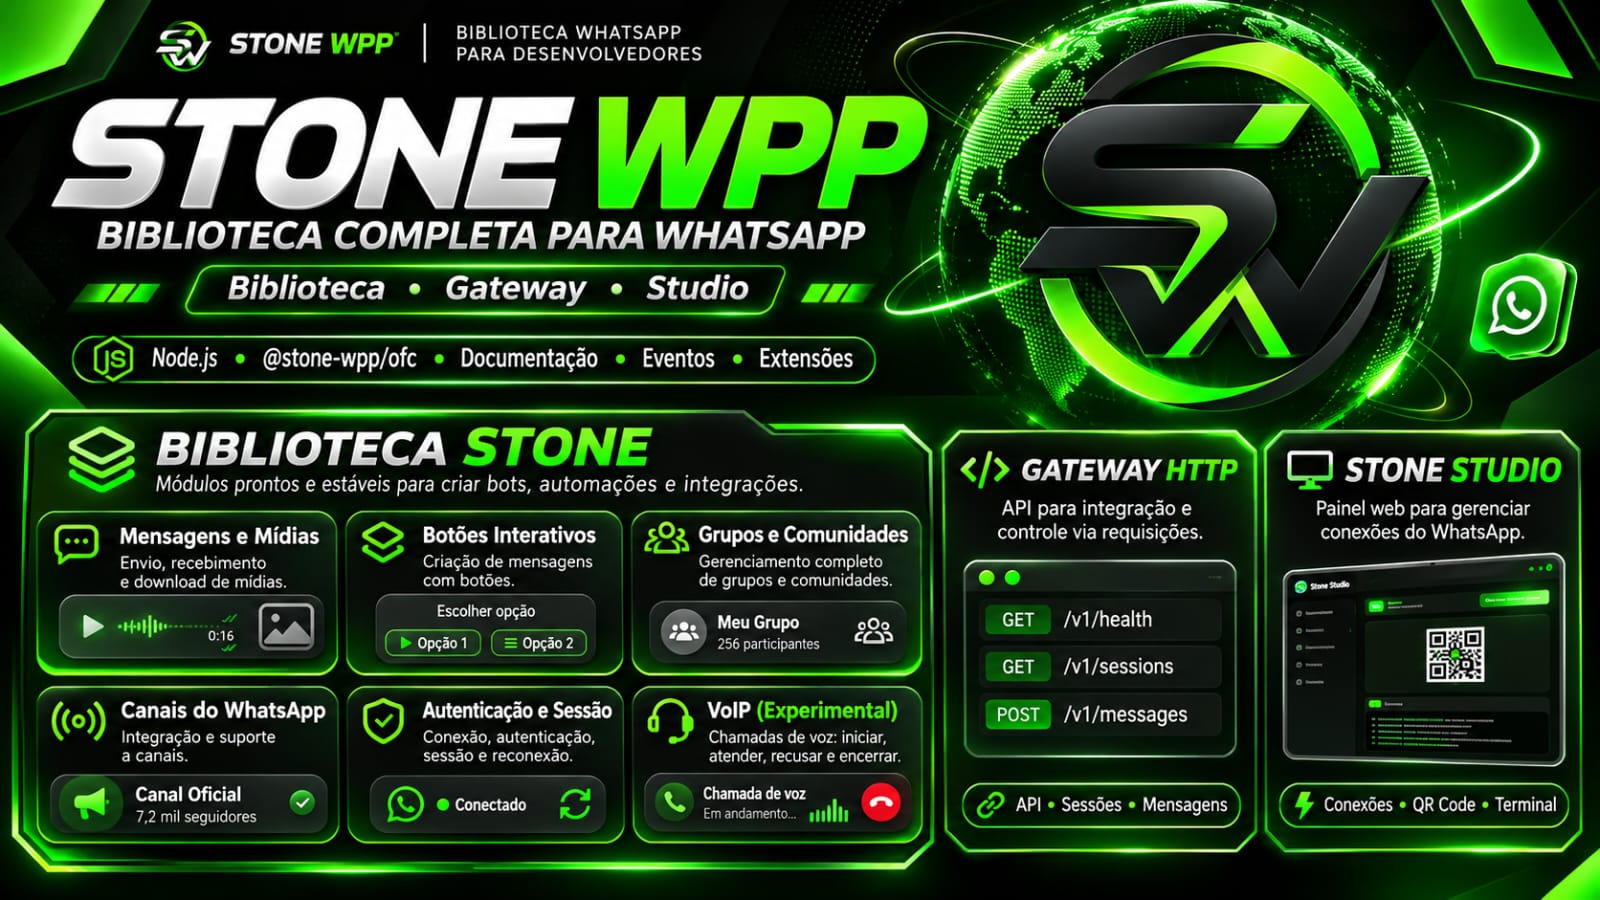 STONE WPP
BIBLIOTECA WHATSAPP
PARA DESENVOLVEDORES
STONE WPP
BIBLIOTECA COMPLETA PARA WHATSAPP
Biblioteca • Gateway • Studio
JS Node.js • @stone-wpp/ofc • Documentação • Eventos • Extensões
SW
BIBLIOTECA STONE
Módulos prontos e estáveis para criar bots, automações e integrações.
Mensagens e Mídias
Envio, recebimento
e download de mídias.
0:16
Botões Interativos
Criação de mensagens
com botões.
Escolher opção
Opção 1
Opção 2
Grupos e Comunidades
Gerenciamento completo
de grupos e comunidades.
Meu Grupo
256 participantes
Canais do WhatsApp
Integração e suporte
a canais.
Canal Oficial
7,2 mil seguidores
Autenticação e Sessão
Conexão, autenticação,
sessão e reconexão.
Conectado
VoIP (Experimental)
Chamadas de voz: iniciar,
atender, recusar e encerrar.
Chamada de voz
Em andamento...
</> GATEWAY HTTP
API para integração e
controle via requisições.
GET /v1/health
GET /v1/sessions
POST /v1/messages
API • Sessões • Mensagens
STONE STUDIO
Painel web para gerenciar
conexões do WhatsApp.
Stone Studio
Conexões • QR Code • Terminal